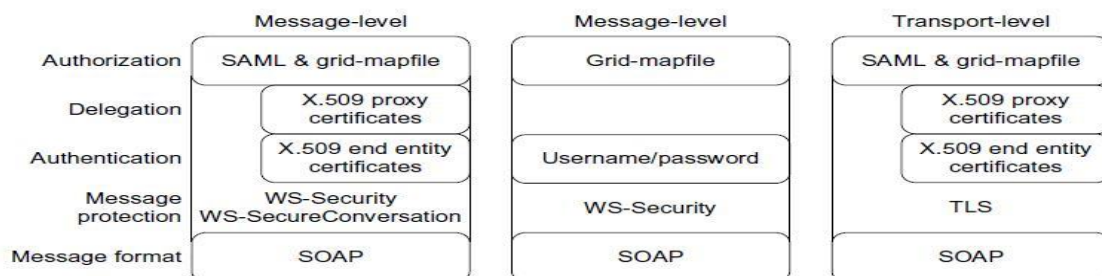 Message-level Message-level Transport-level
Authorization SAML & grid-mapfile Grid-mapfile SAML & grid-mapfile
Delegation X.509 proxy certificates X.509 proxy certificates
Authentication X.509 end entity certificates Username/password X.509 end entity certificates
Message protection WS-Security WS-SecureConversation WS-Security TLS
Message format SOAP SOAP SOAP